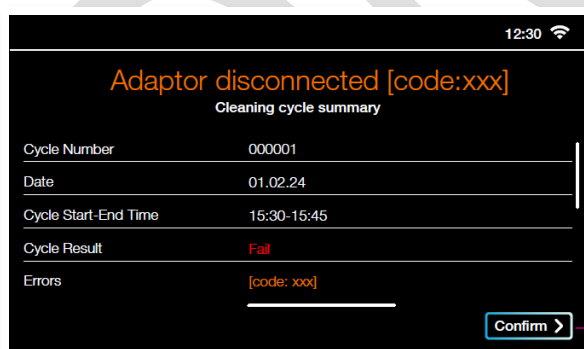 12:30
Adaptor disconnected [code:xxx]
Cleaning cycle summary
Cycle Number 000001
Date 01.02.24
Cycle Start-End Time 15:30-15:45
Cycle Result Fail
Errors [code: xxx]
Confirm